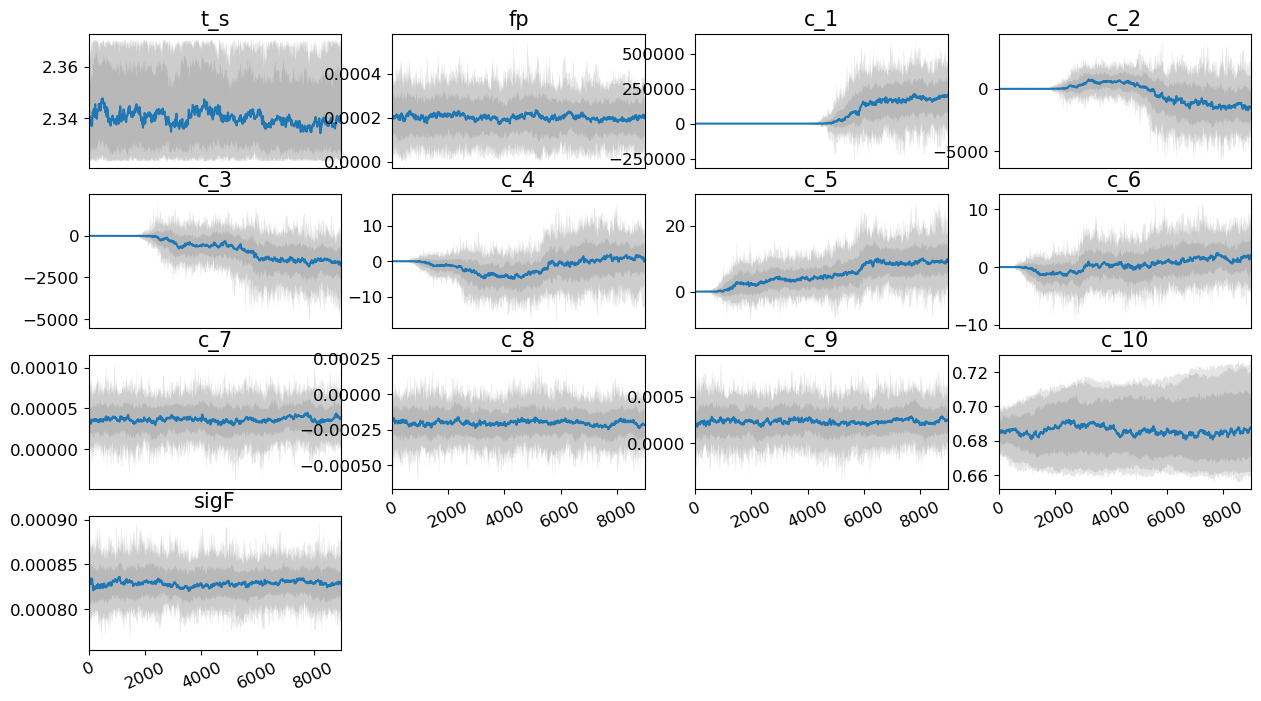 t_s
fp
c_1
c_2
2.36
2.34
0.0004
0.0002
0.0000
500000
250000
0
−250000
0
−5000
c_3
c_4
c_5
c_6
0
−2500
−5000
10
0
−10
20
0
10
0
−10
c_7
c_8
c_9
c_10
0.00010
0.00005
0.00000
0.00025
0.00000
−0.00025
−0.00050
0.0005
0.0000
0.72
0.70
0.68
0.66
0 2000 4000 6000 8000
0 2000 4000 6000 8000
0 2000 4000 6000 8000
sigF
0.00090
0.00085
0.00080
0 2000 4000 6000 8000